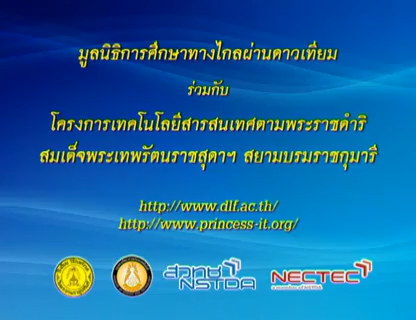 มูลนิธิการศึกษาทางไกลผ่านดาวเทียม
ร่วมกับ
โครงการเทคโนโลยีสารสนเทศตามพระราชดำริ
สมเด็จพระเทพรัตนราชสุดาฯ สยามบรมราชกุมารี
http://www.dlf.ac.th/
http://www.princess-it.org/
สวทช
NSTDA
NECTEC